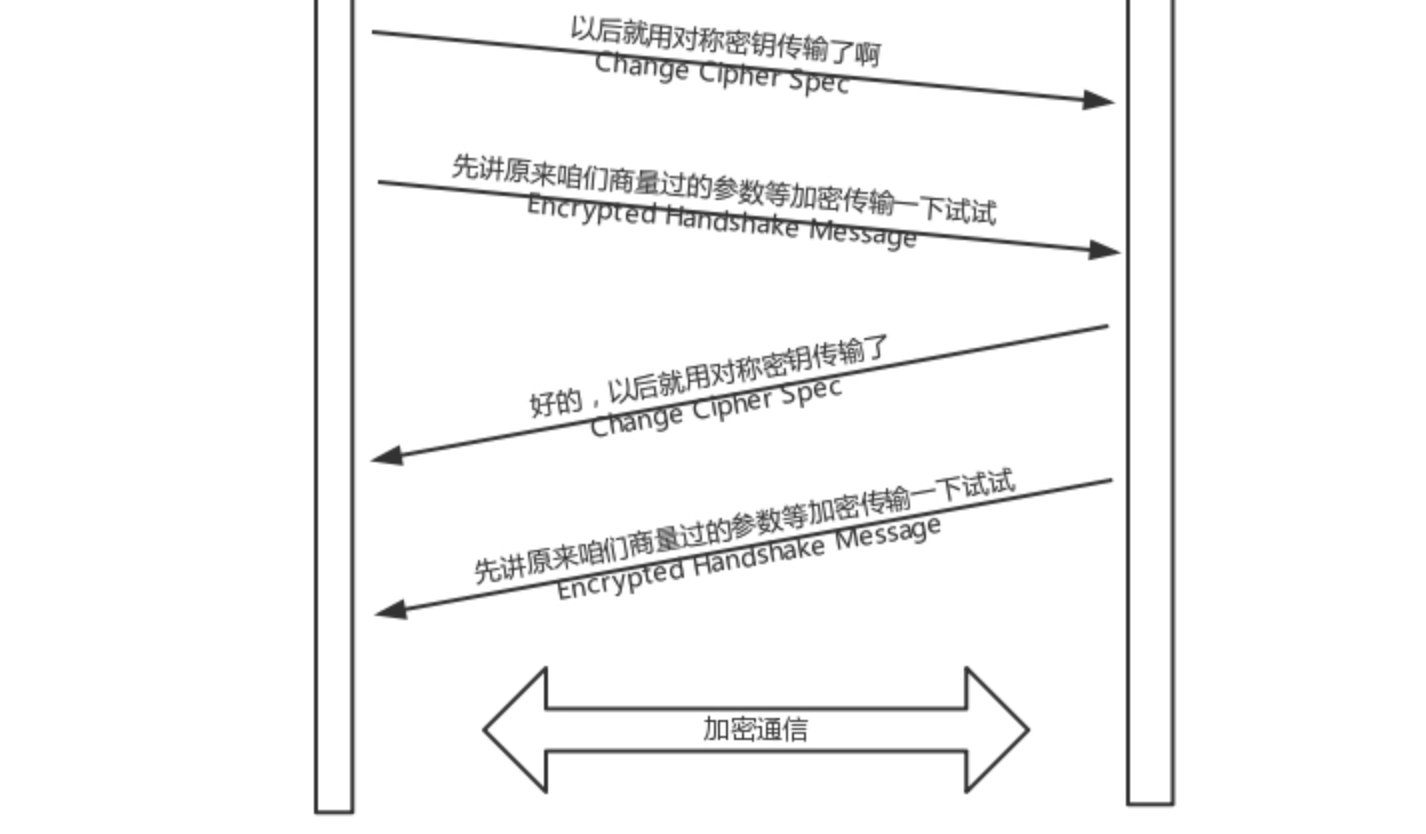 以后就用对称密钥传输了啊
Change Cipher Spec
先讲原来咱们商量过的参数等加密传输一下试试
Encrypted Handshake Message
好的，以后就用对称密钥传输了
Change Cipher Spec
先讲原来咱们商量过的参数等加密传输一下试试
Encrypted Handshake Message
加密通信